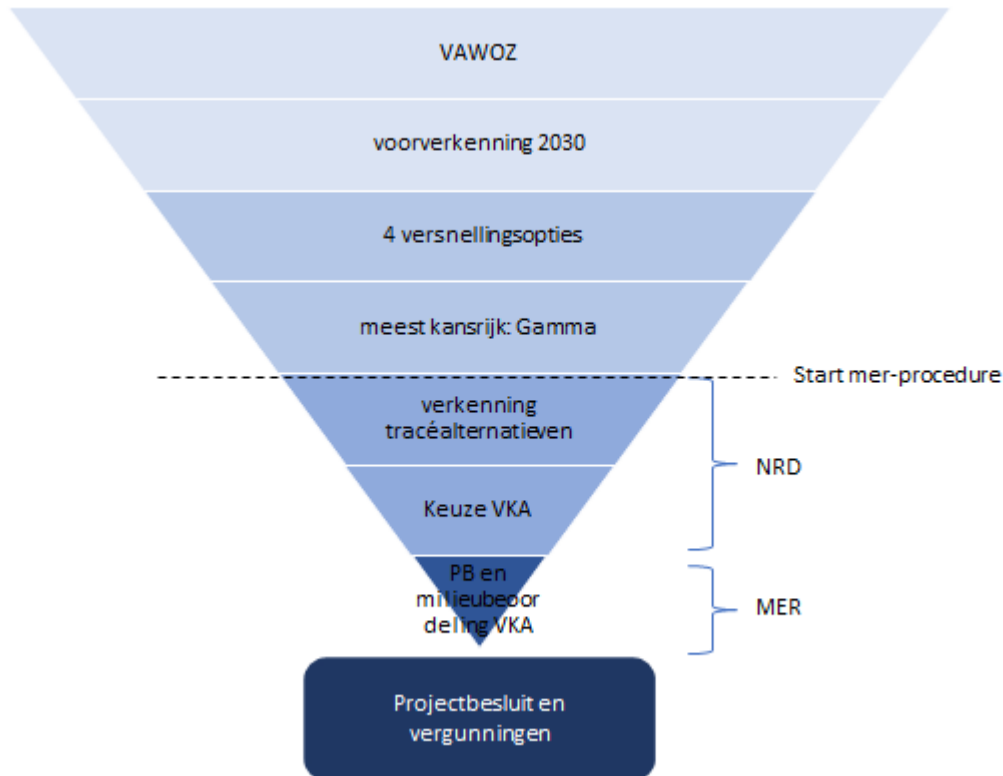 VAWOZ
voorverkenning 2030
4 versnellingsopties
meest kansrijk: Gamma
Start mer-procedure
verkenning
tracéalternatieven
NRD
Keuze VKA
PB en
milieubeoor
deling VKA
MER
Projectbesluit en
vergunningen